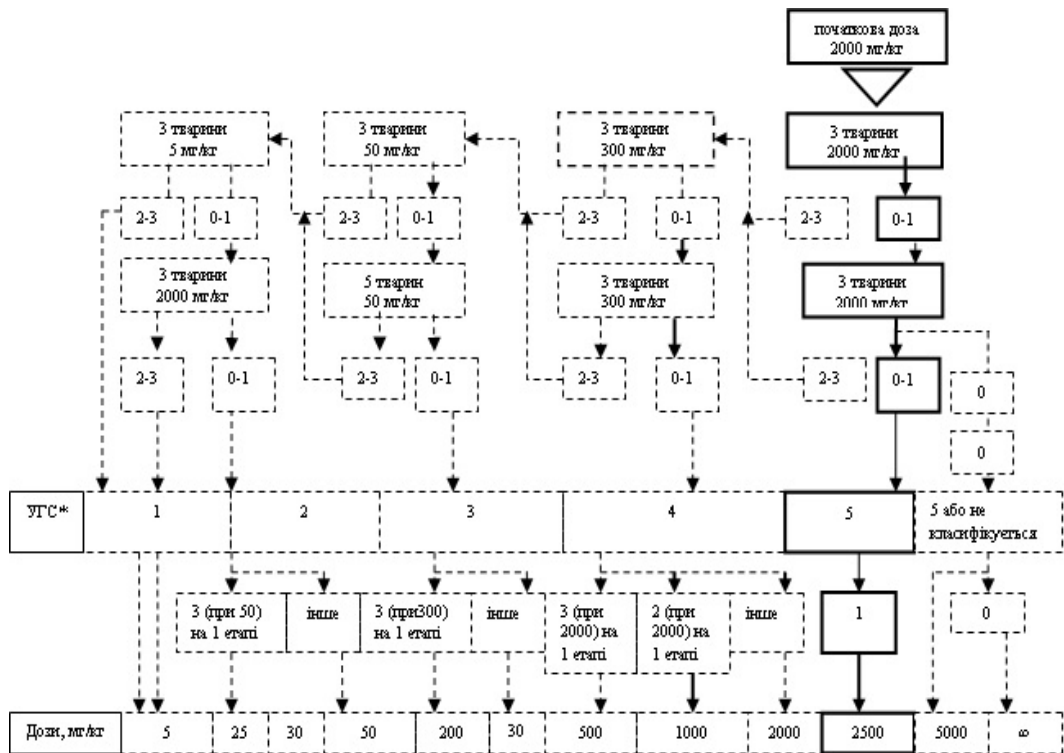 початкова доза
2000 мг/кг
3 тварини
5 мг/кг
3 тварини
50 мг/кг
3 тварини
300 мг/кг
3 тварини
2000 мг/кг
2-3
0-1
2-3
0-1
2-3
0-1
2-3
0-1
3 тварини
2000 мг/кг
5 тварин
50 мг/кг
3 тварини
300 мг/кг
3 тварини
2000 мг/кг
2-3
0-1
2-3
0-1
2-3
0-1
2-3
0-1
0
0
УГС*
1
2
3
4
5
5 або не
класифікується
3 (при 50)
на 1 етапі
інше
3 (при300)
на 1 етапі
інше
3 (при
2000) на
1 етапі
2 (при
2000) на
1 етапі
інше
1
0
Дози, мг/кг
5
25
30
50
200
30
500
1000
2000
2500
5000
∞